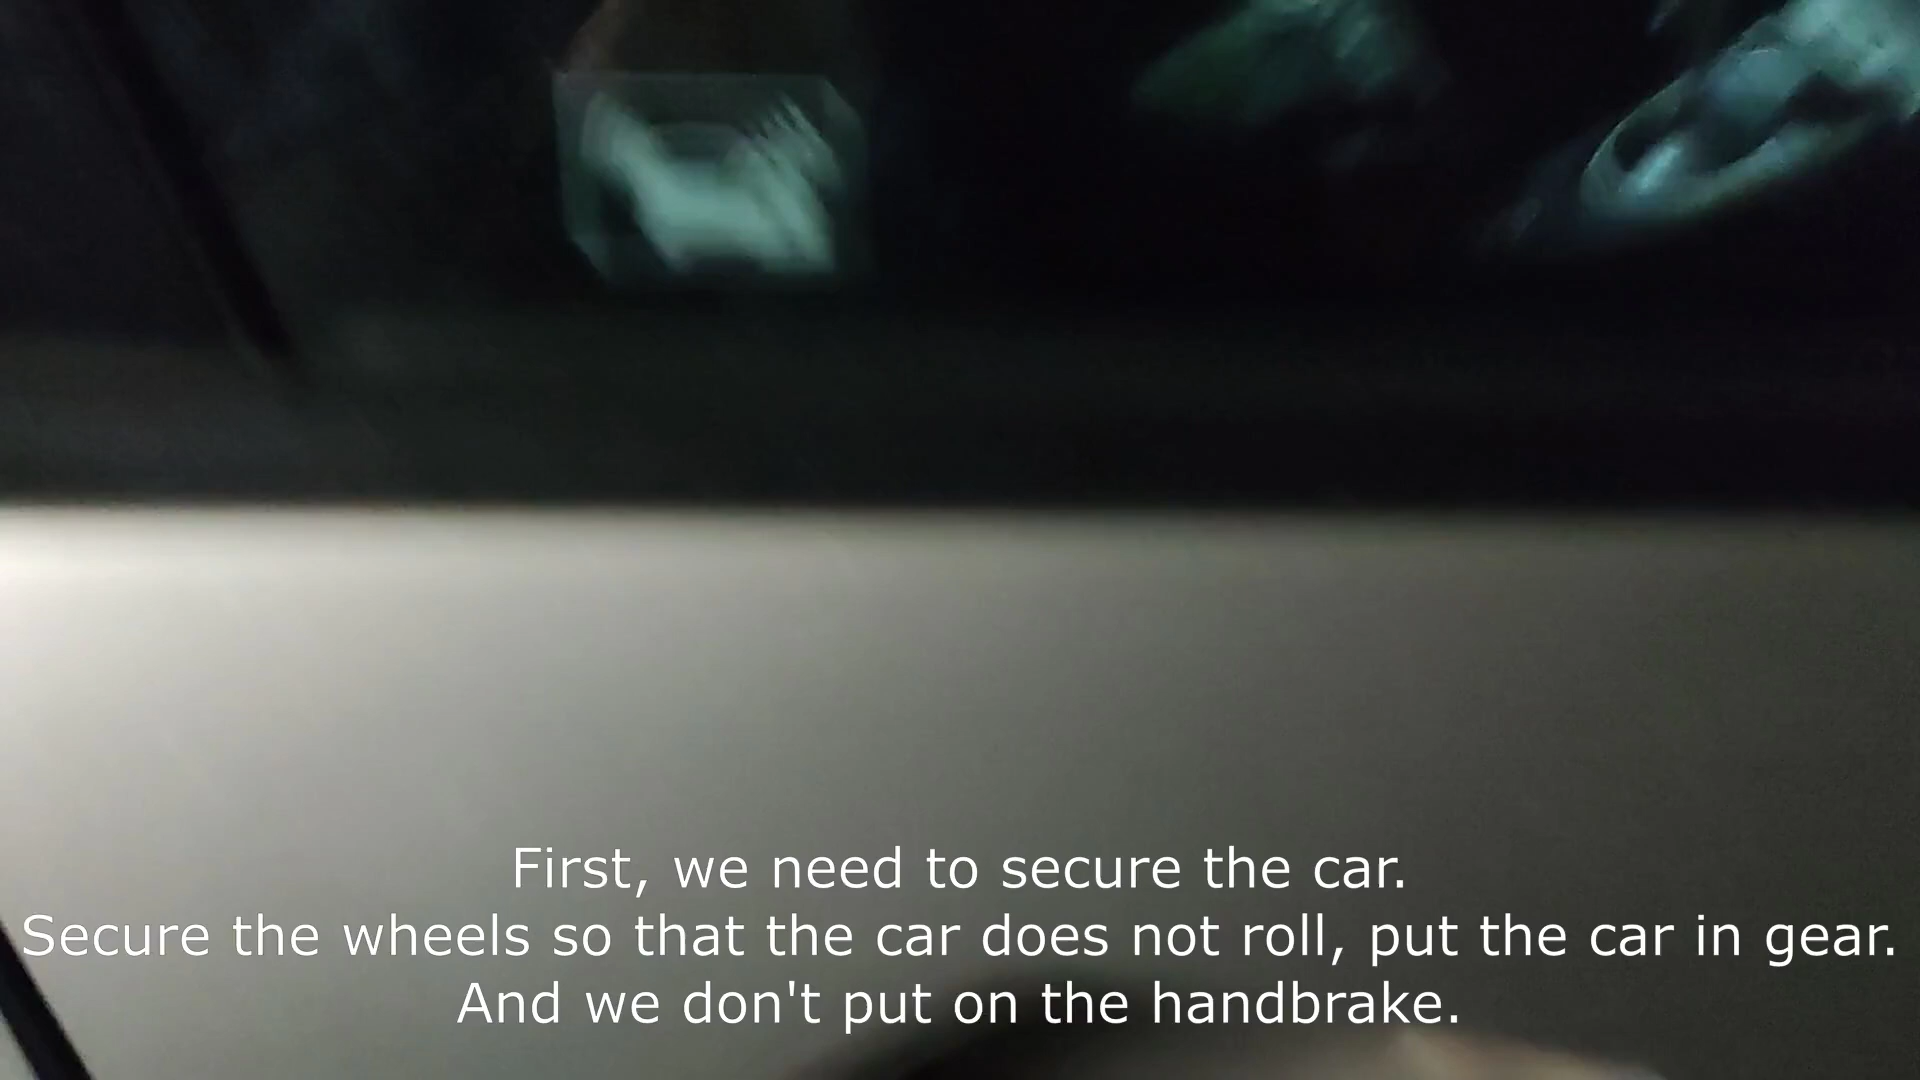 First, we need to secure the car.
Secure the wheels so that the car does not roll, put the car in gear.
And we don't put on the handbrake.